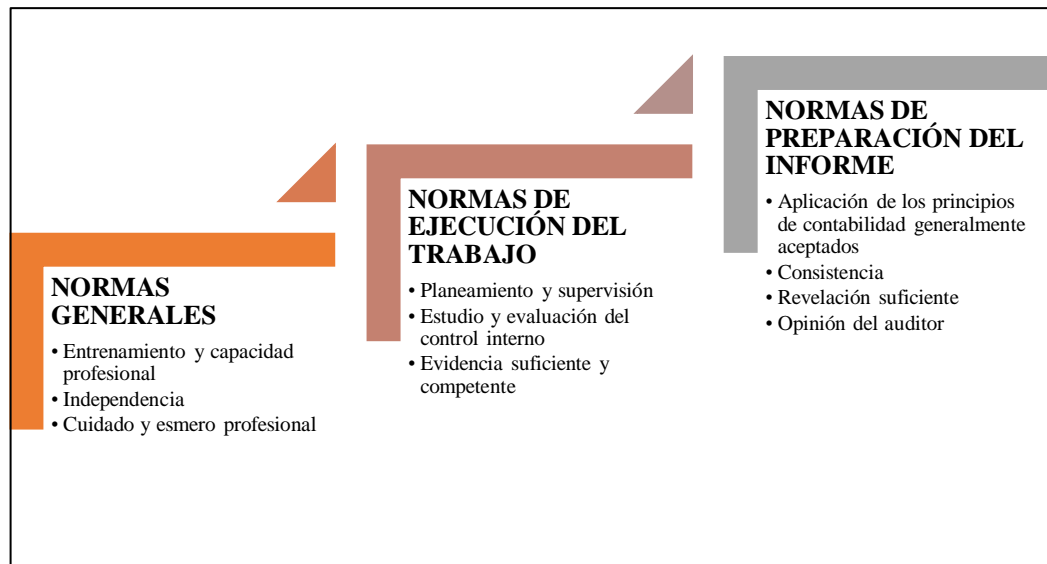 NORMAS
GENERALES
• Entrenamiento y capacidad
profesional
• Independencia
• Cuidado y esmero profesional
NORMAS DE
EJECUCIÓN DEL
TRABAJO
• Planeamiento y supervisión
• Estudio y evaluación del
control interno
• Evidencia suficiente y
competente
NORMAS DE
PREPARACIÓN DEL
INFORME
• Aplicación de los principios
de contabilidad generalmente
aceptados
• Consistencia
• Revelación suficiente
• Opinión del auditor